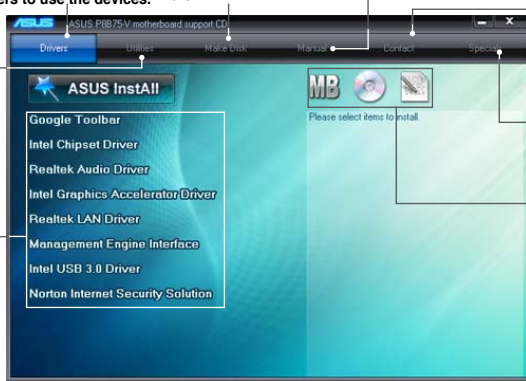 ers to use the devices.
ASUS ASUS P8B75-V motherboard support CD
Drivers Utilities Make Disk Manual Contact Special
ASUS InstAll
MB
Please select items to install.
Google Toolbar
Intel Chipset Driver
Realtek Audio Driver
Intel Graphics Accelerator Driver
Realtek LAN Driver
Management Engine Interface
Intel USB 3.0 Driver
Norton Internet Security Solution